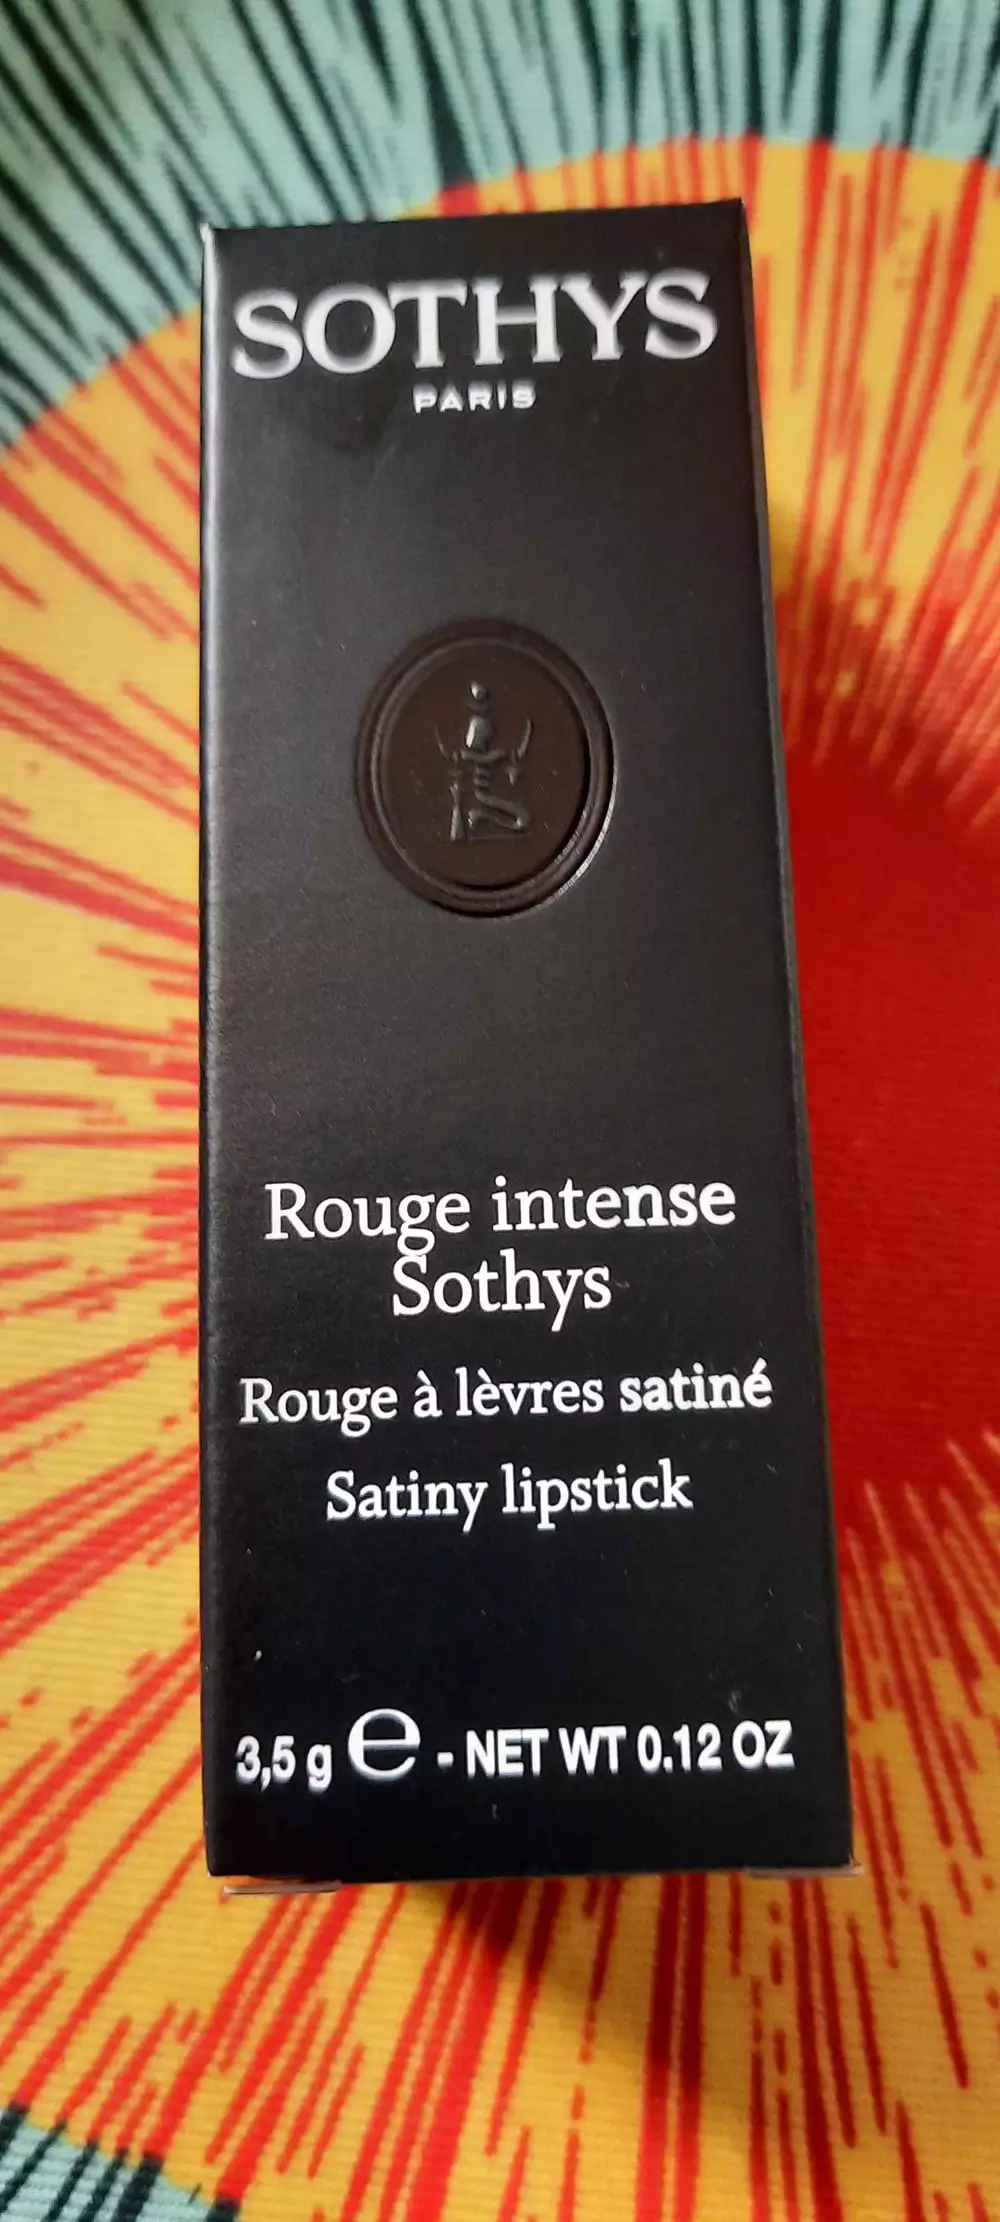 SOTHYS
PARIS
Rouge intense
Sothys
Rouge à lèvres satiné
Satiny lipstick
3,5 g ℮ - NET WT 0.12 OZ